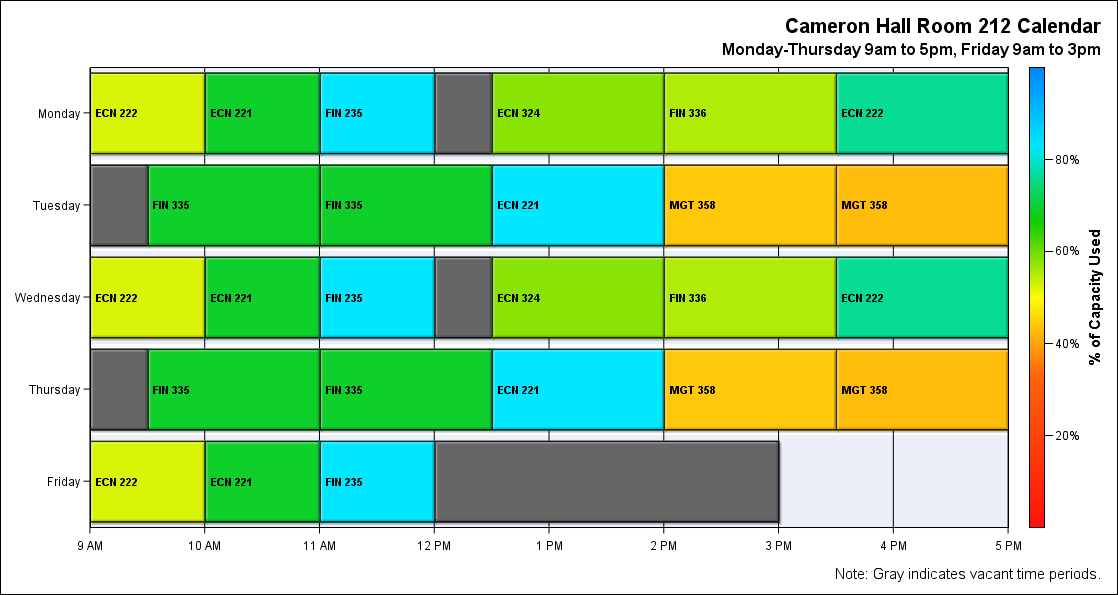 Cameron Hall Room 212 Calendar
Monday-Thursday 9am to 5pm, Friday 9am to 3pm
Monday
ECN 222
ECN 221
FIN 235
ECN 324
FIN 336
ECN 222
Tuesday
FIN 335
FIN 335
ECN 221
MGT 358
MGT 358
Wednesday
ECN 222
ECN 221
FIN 235
ECN 324
FIN 336
ECN 222
Thursday
FIN 335
FIN 335
ECN 221
MGT 358
MGT 358
Friday
ECN 222
ECN 221
FIN 235
9 AM
10 AM
11 AM
12 PM
1 PM
2 PM
3 PM
4 PM
5 PM
80%
60%
40%
20%
% of Capacity Used
Note: Gray indicates vacant time periods.